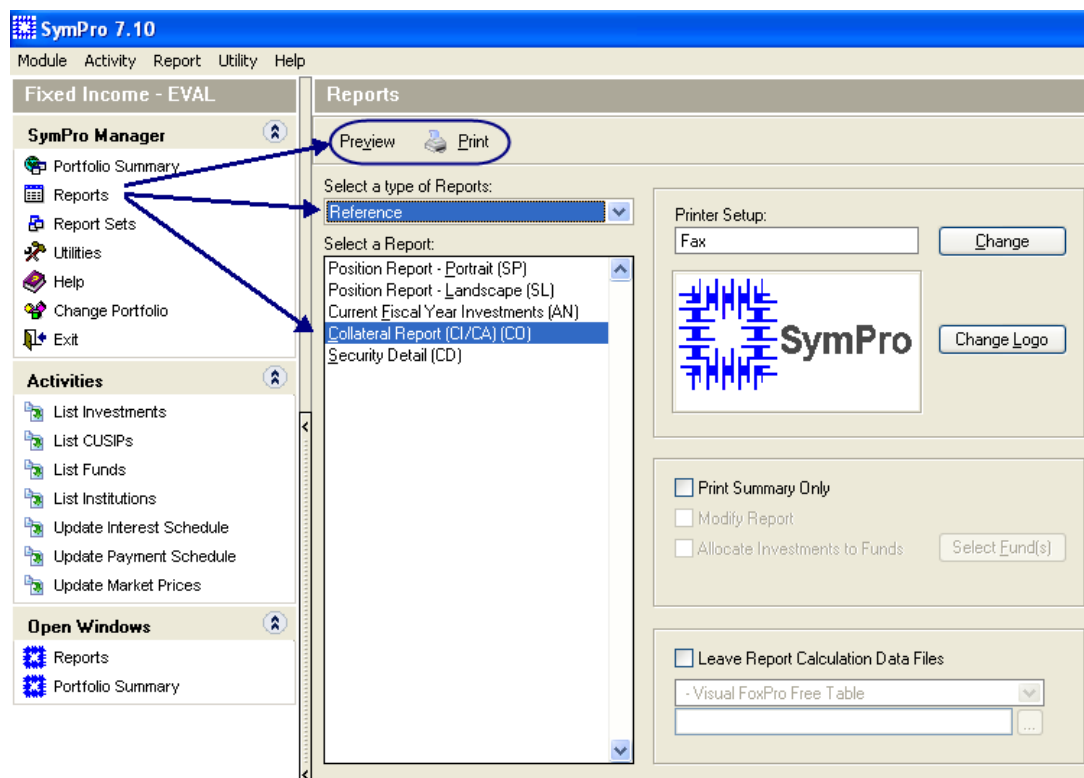 SymPro 7.10
Module Activity Report Utility Help
Fixed Income - EVAL
SymPro Manager
Portfolio Summary
Reports
Report Sets
Utilities
Help
Change Portfolio
Exit
Activities
List Investments
List CUSIPs
List Funds
List Institutions
Update Interest Schedule
Update Payment Schedule
Update Market Prices
Open Windows
Reports
Portfolio Summary
Reports
Preview Print
Select a type of Reports:
Reference
Select a Report:
Position Report - Portrait (SP)
Position Report - Landscape (SL)
Current Fiscal Year Investments (AN)
Collateral Report (CI/CA) (CO)
Security Detail (CD)
Printer Setup:
Fax Change
SymPro
Change Logo
Print Summary Only
Modify Report
Allocate Investments to Funds Select Fund(s)
Leave Report Calculation Data Files
- Visual FoxPro Free Table
...